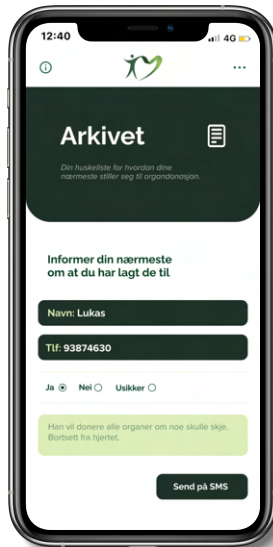 12:40
4G
Arkivet
Din huskeliste for hvordan dine
nærmeste stiller seg til organdonasjon.
Informer din nærmeste
om at du har lagt de til
Navn: Lukas
Tlf: 93874630
Ja
Nei
Usikker
Han vil donere alle organer om noe skulle skje.
Bortsett fra hjertet.
Send på SMS